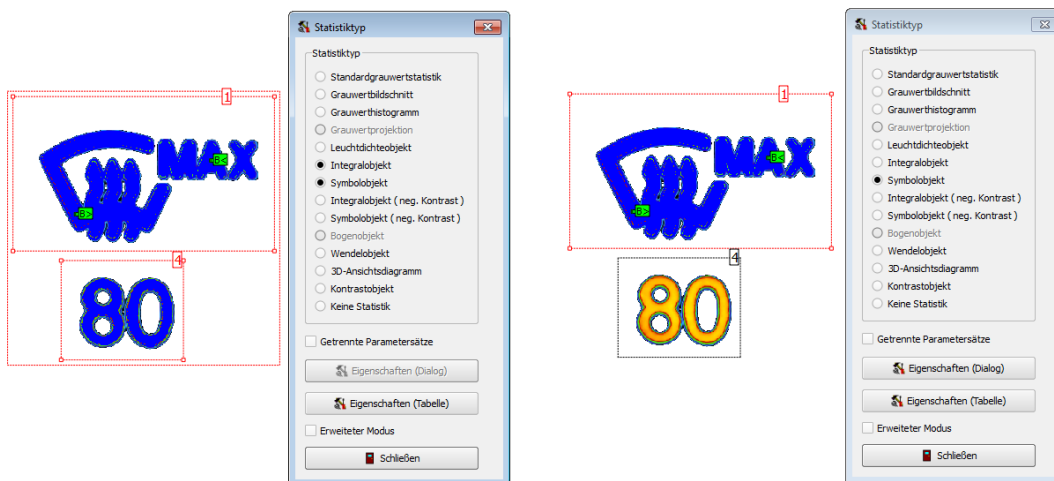 Statistiktyp
Statistiktyp
Standardgrauwertstatistik
Grauwertbildschnitt
Grauwerthistogramm
Grauwertprojektion
Leuchtdichteobjekt
Integralobjekt
Symbolobjekt
Integralobjekt ( neg. Kontrast )
Symbolobjekt ( neg. Kontrast )
Bogenobjekt
Wendelobjekt
3D-Ansichtsdiagramm
Kontrastobjekt
Keine Statistik
Getrennte Parametersätze
Eigenschaften (Dialog)
Eigenschaften (Tabelle)
Erweiteter Modus
Schließen
1
MAX
B<
B>
4
80
Statistiktyp
Statistiktyp
Standardgrauwertstatistik
Grauwertbildschnitt
Grauwerthistogramm
Grauwertprojektion
Leuchtdichteobjekt
Integralobjekt
Symbolobjekt
Integralobjekt ( neg. Kontrast )
Symbolobjekt ( neg. Kontrast )
Bogenobjekt
Wendelobjekt
3D-Ansichtsdiagramm
Kontrastobjekt
Keine Statistik
Getrennte Parametersätze
Eigenschaften (Dialog)
Eigenschaften (Tabelle)
Erweiteter Modus
Schließen
1
MAX
B<
B>
4
80